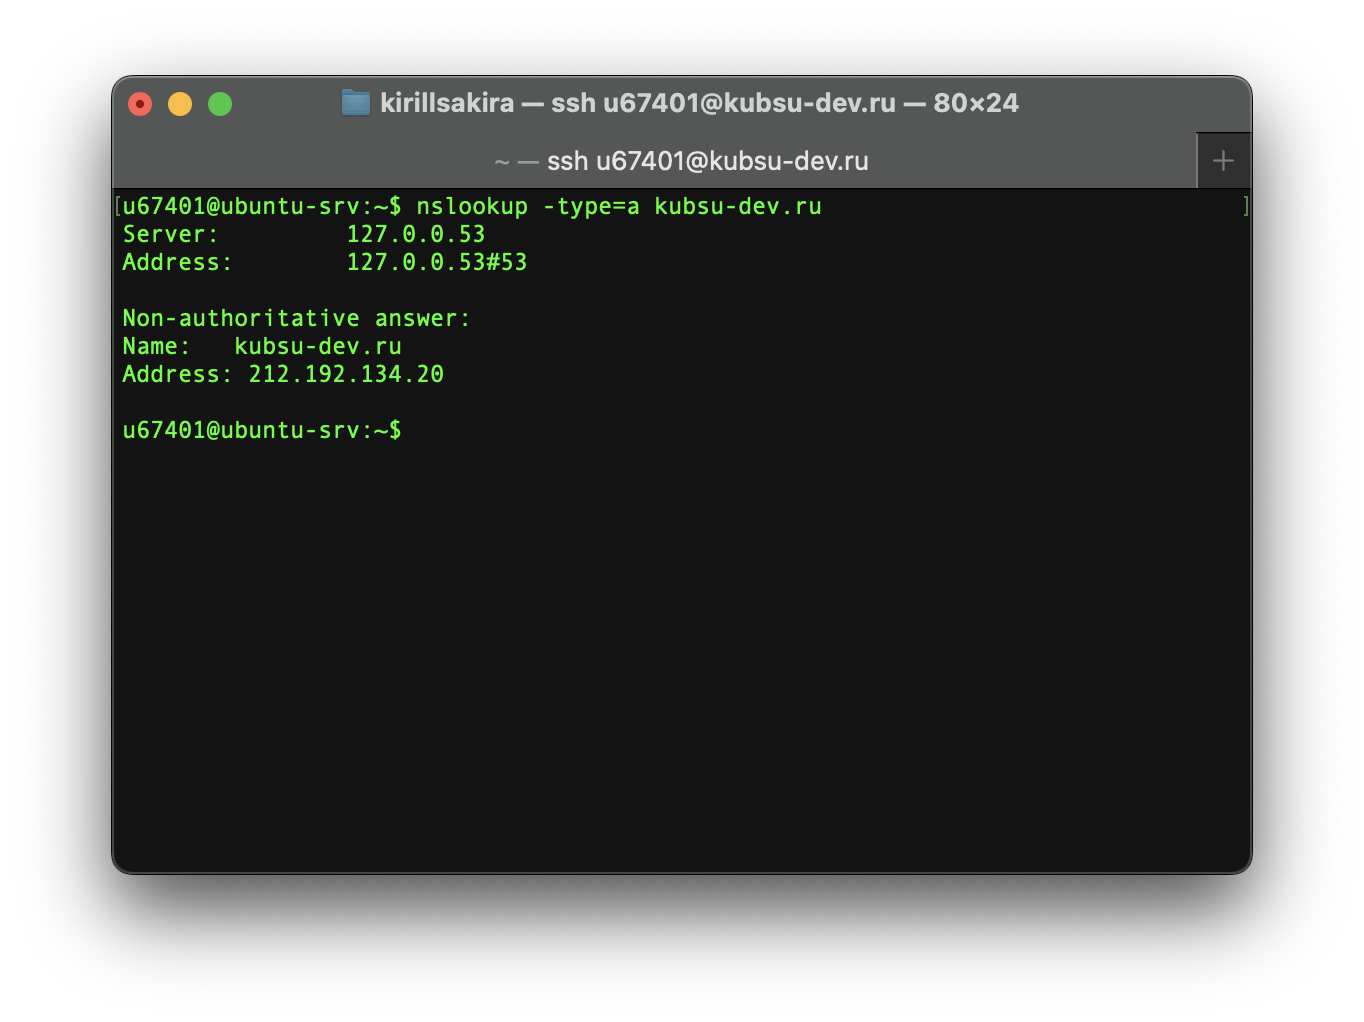 kirillsakira — ssh u67401@kubsu-dev.ru — 80×24
~ — ssh u67401@kubsu-dev.ru
[u67401@ubuntu-srv:~$ nslookup -type=a kubsu-dev.ru ]
Server: 127.0.0.53
Address: 127.0.0.53#53
Non-authoritative answer:
Name: kubsu-dev.ru
Address: 212.192.134.20
u67401@ubuntu-srv:~$